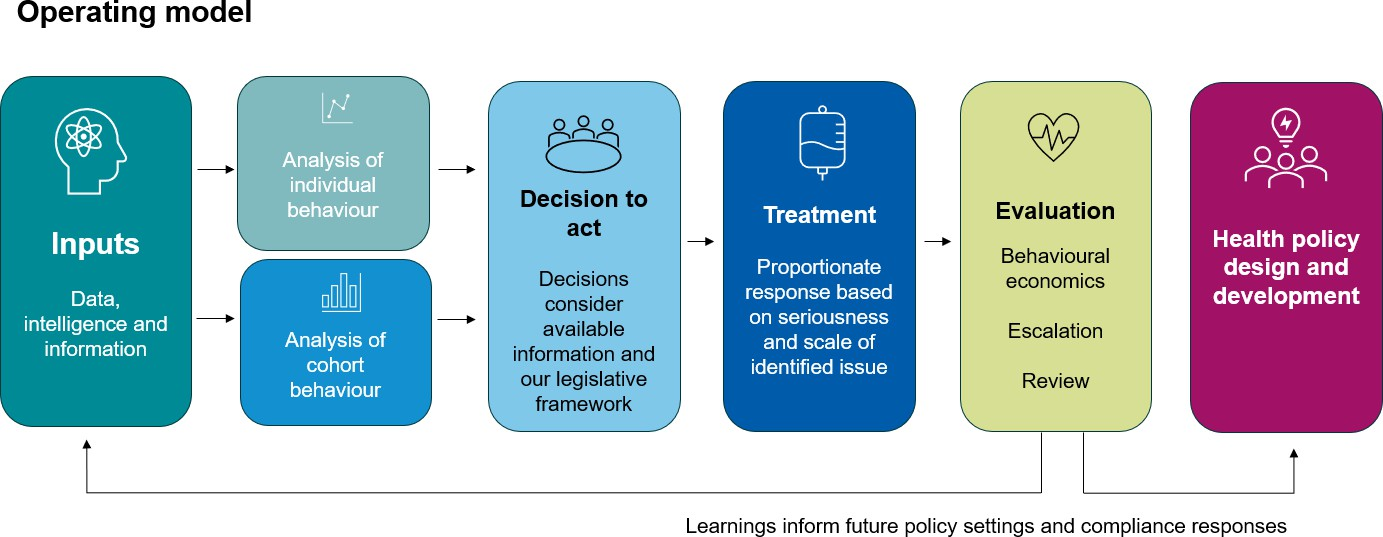 Operating model
Inputs
Data,
intelligence and
information
Analysis of
individual
behaviour
Analysis of
cohort
behaviour
Decision to
act
Decisions
consider
available
information and
our legislative
framework
Treatment
Proportionate
response based
on seriousness
and scale of
identified issue
Evaluation
Behavioural
economics
Escalation
Review
Health policy
design and
development
Learnings inform future policy settings and compliance responses